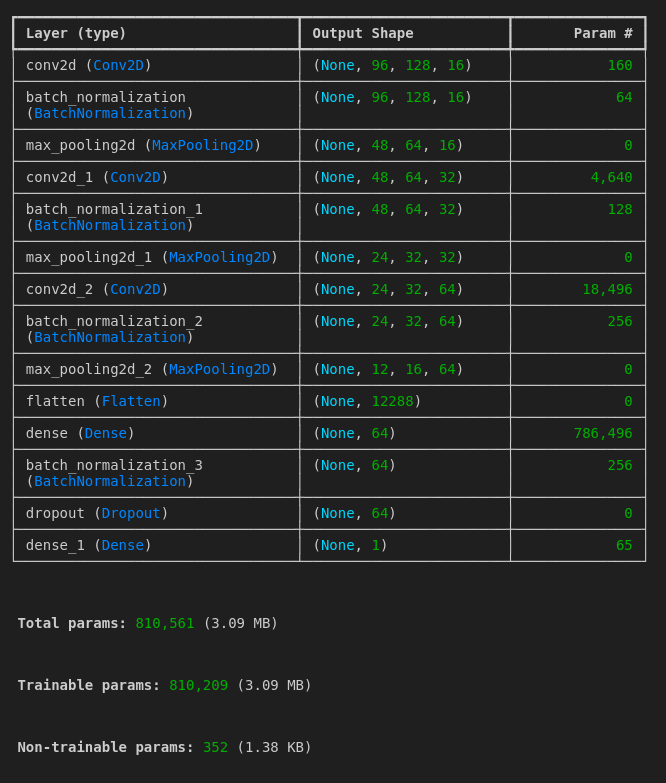 Layer (type) Output Shape Param #
conv2d (Conv2D) (None, 96, 128, 16) 160
batch_normalization (None, 96, 128, 16) 64
(BatchNormalization)
max_pooling2d (MaxPooling2D) (None, 48, 64, 16) 0
conv2d_1 (Conv2D) (None, 48, 64, 32) 4,640
batch_normalization_1 (None, 48, 64, 32) 128
(BatchNormalization)
max_pooling2d_1 (MaxPooling2D) (None, 24, 32, 32) 0
conv2d_2 (Conv2D) (None, 24, 32, 64) 18,496
batch_normalization_2 (None, 24, 32, 64) 256
(BatchNormalization)
max_pooling2d_2 (MaxPooling2D) (None, 12, 16, 64) 0
flatten (Flatten) (None, 12288) 0
dense (Dense) (None, 64) 786,496
batch_normalization_3 (None, 64) 256
(BatchNormalization)
dropout (Dropout) (None, 64) 0
dense_1 (Dense) (None, 1) 65
Total params: 810,561 (3.09 MB)
Trainable params: 810,209 (3.09 MB)
Non-trainable params: 352 (1.38 KB)